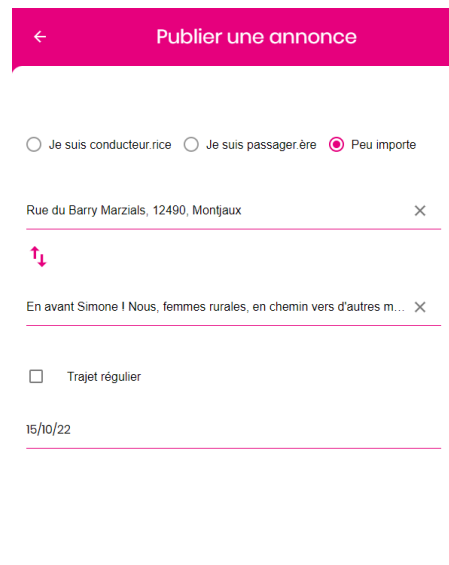 Publier une annonce
Je suis conducteur.rice Je suis passager.ère Peu importe
Rue du Barry Marzials, 12490, Montjaux
En avant Simone ! Nous, femmes rurales, en chemin vers d'autres m...
Trajet régulier
15/10/22